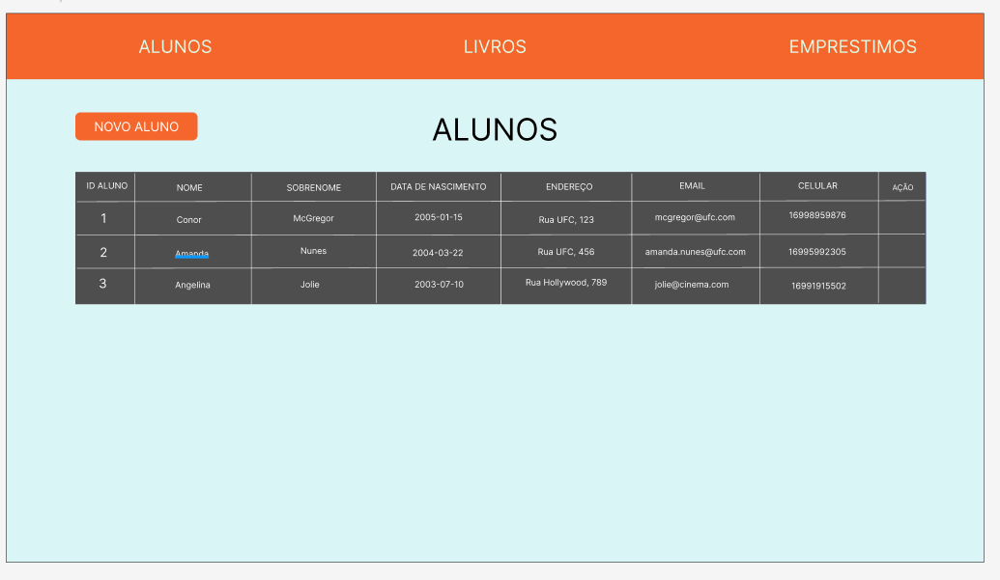 ALUNOS LIVROS EMPRESTIMOS
NOVO ALUNO ALUNOS
ID ALUNO NOME SOBRENOME DATA DE NASCIMENTO ENDEREÇO EMAIL CELULAR AÇÃO
1 Conor McGregor 2005-01-15 Rua UFC, 123 mcgregor@ufc.com 16998959876
2 Amanda Nunes 2004-03-22 Rua UFC, 456 amanda.nunes@ufc.com 16995992305
3 Angelina Jolie 2003-07-10 Rua Hollywood, 789 jolie@cinema.com 16991915502